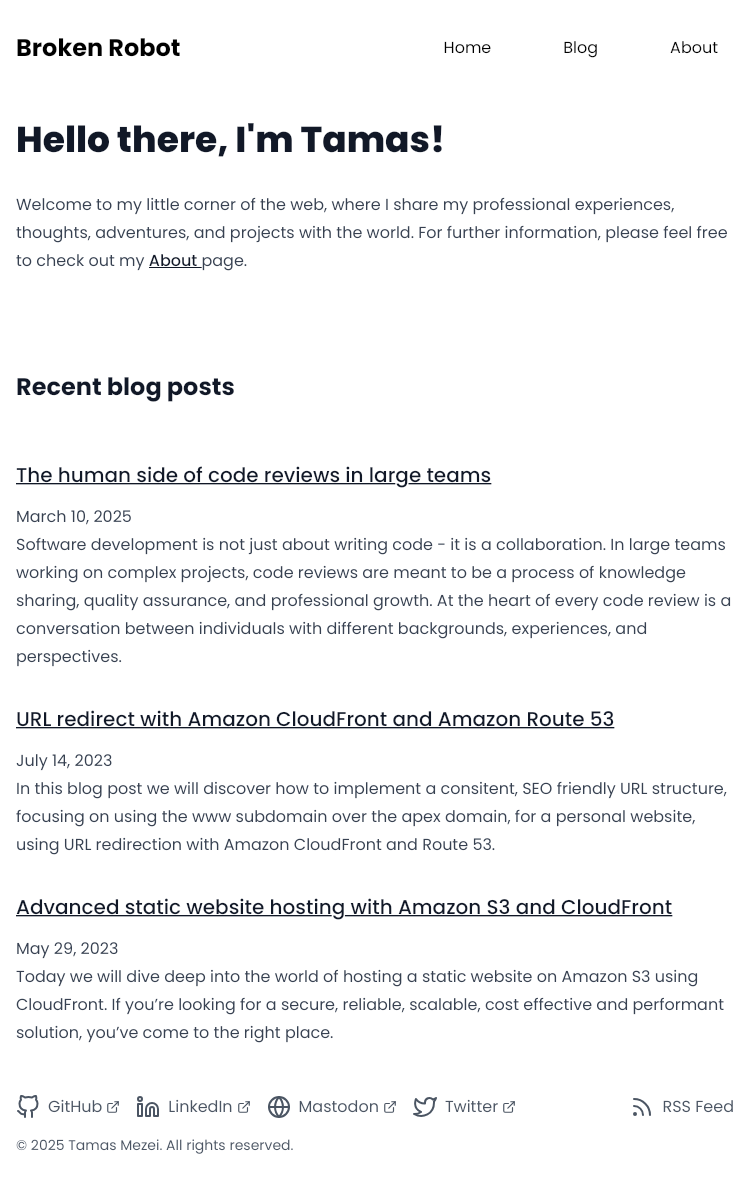 Broken Robot
Home
Blog
About
Hello there, I'm Tamas!
Welcome to my little corner of the web, where I share my professional experiences,
thoughts, adventures, and projects with the world. For further information, please feel free
to check out my About page.
Recent blog posts
The human side of code reviews in large teams
March 10, 2025
Software development is not just about writing code - it is a collaboration. In large teams
working on complex projects, code reviews are meant to be a process of knowledge
sharing, quality assurance, and professional growth. At the heart of every code review is a
conversation between individuals with different backgrounds, experiences, and
perspectives.
URL redirect with Amazon CloudFront and Amazon Route 53
July 14, 2023
In this blog post we will discover how to implement a consitent, SEO friendly URL structure,
focusing on using the www subdomain over the apex domain, for a personal website,
using URL redirection with Amazon CloudFront and Route 53.
Advanced static website hosting with Amazon S3 and CloudFront
May 29, 2023
Today we will dive deep into the world of hosting a static website on Amazon S3 using
CloudFront. If you’re looking for a secure, reliable, scalable, cost effective and performant
solution, you’ve come to the right place.
GitHub
LinkedIn
Mastodon
Twitter
RSS Feed
© 2025 Tamas Mezei. All rights reserved.